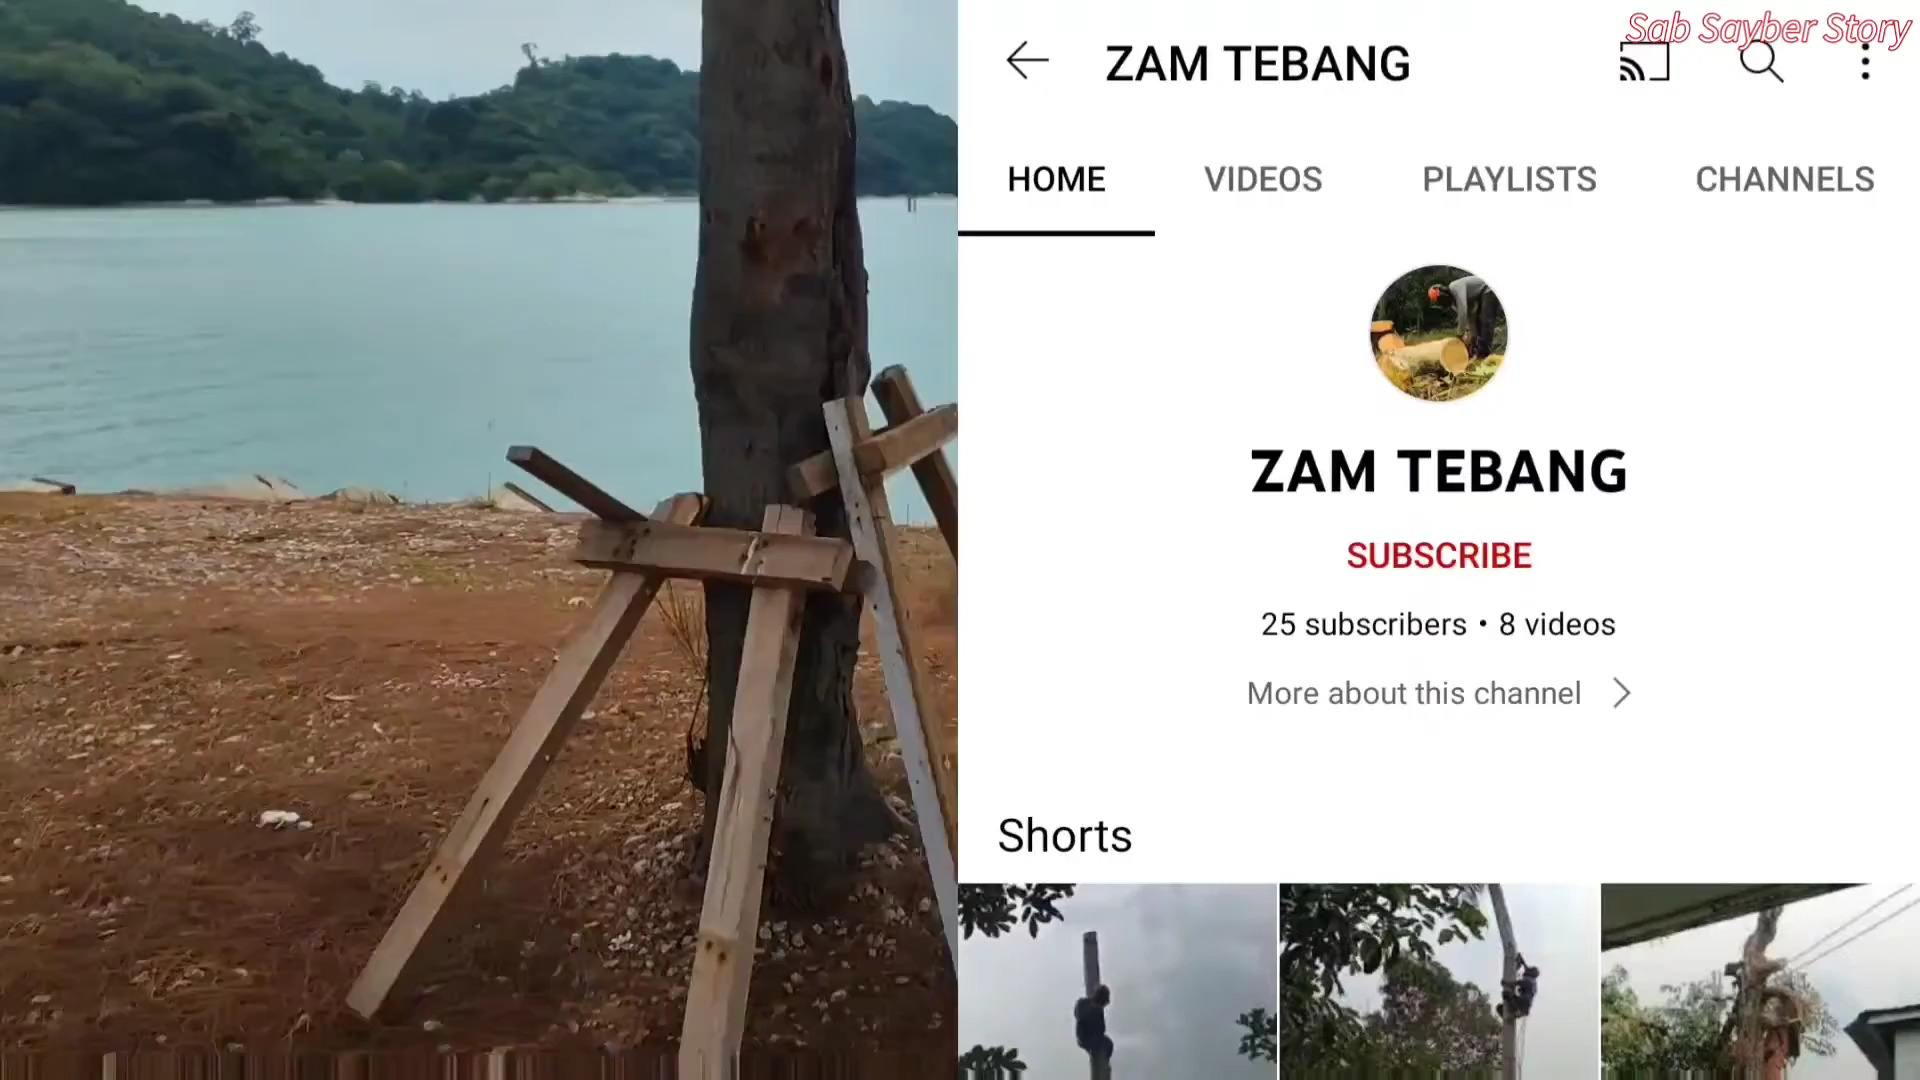 Sab Sayber Story
ZAM TEBANG
HOME VIDEOS PLAYLISTS CHANNELS
ZAM TEBANG
SUBSCRIBE
25 subscribers • 8 videos
More about this channel
Shorts